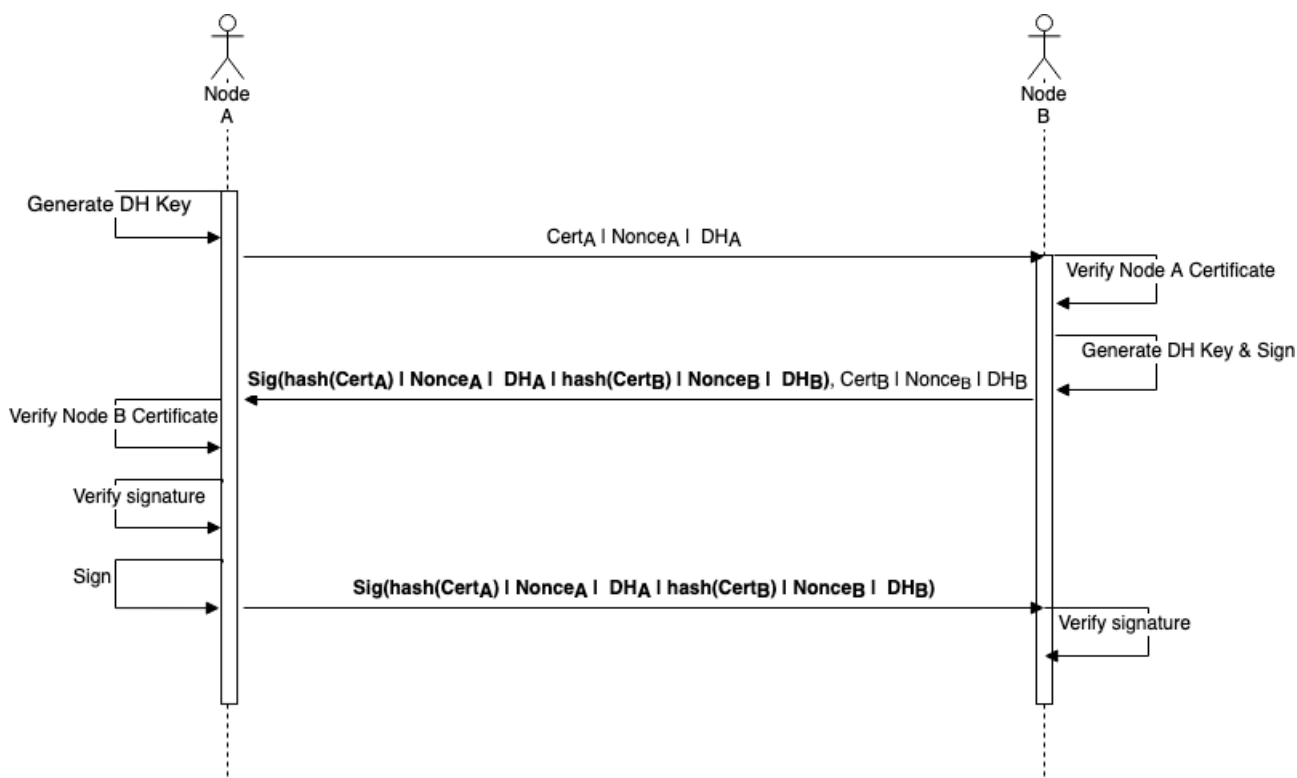 Node
A
Node
B
Generate DH Key
CertA | NonceA | DHA
Verify Node A Certificate
Generate DH Key & Sign
Sig(hash(CertA) | NonceA | DHA | hash(CertB) | NonceB | DHB), CertB | NonceB | DHB
Verify Node B Certificate
Verify signature
Sign
Sig(hash(CertA) | NonceA | DHA | hash(CertB) | NonceB | DHB)
Verify signature